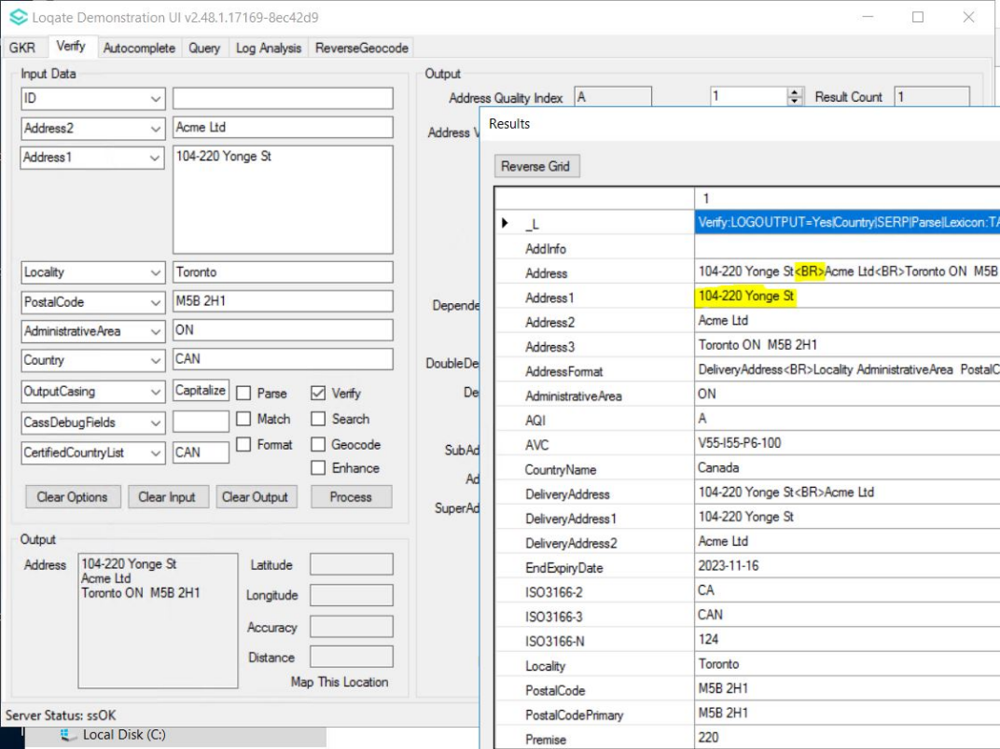 Loqate Demonstration UI v2.48.1.17169-8ec42d9
GKR Verify Autocomplete Query Log Analysis ReverseGeocode
Input Data
ID
Address2 Acme Ltd
Address1 104-220 Yonge St
Locality Toronto
PostalCode M5B 2H1
AdministrativeArea ON
Country CAN
OutputCasing Capitalize Parse Verify
CassDebugFields Match Search
CertifiedCountryList CAN Format Geocode
Enhance
Clear Options Clear Input Clear Output Process
Output
Address 104-220 Yonge St
Acme Ltd
Toronto ON M5B 2H1
Latitude
Longitude
Accuracy
Distance
Map This Location
Server Status: ssOK
Local Disk (C:)
Output
Address Quality Index A 1 Result Count 1
Address V
Depende
DoubleDe
De
SubAd
Ad
SuperAd
Results
Reverse Grid
1
_L Verify:LOGOUTPUT=Yes|Country|SERP|Parse|Lexicon:TA
AddInfo
Address 104-220 Yonge St<BR>Acme Ltd<BR>Toronto ON M5B
Address1 104-220 Yonge St
Address2 Acme Ltd
Address3 Toronto ON M5B 2H1
AddressFormat DeliveryAddress<BR>Locality AdministrativeArea PostalC
AdministrativeArea ON
AQI A
AVC V55-I55-P6-100
CountryName Canada
DeliveryAddress 104-220 Yonge St<BR>Acme Ltd
DeliveryAddress1 104-220 Yonge St
DeliveryAddress2 Acme Ltd
EndExpiryDate 2023-11-16
ISO3166-2 CA
ISO3166-3 CAN
ISO3166-N 124
Locality Toronto
PostalCode M5B 2H1
PostalCodePrimary M5B 2H1
Premise 220